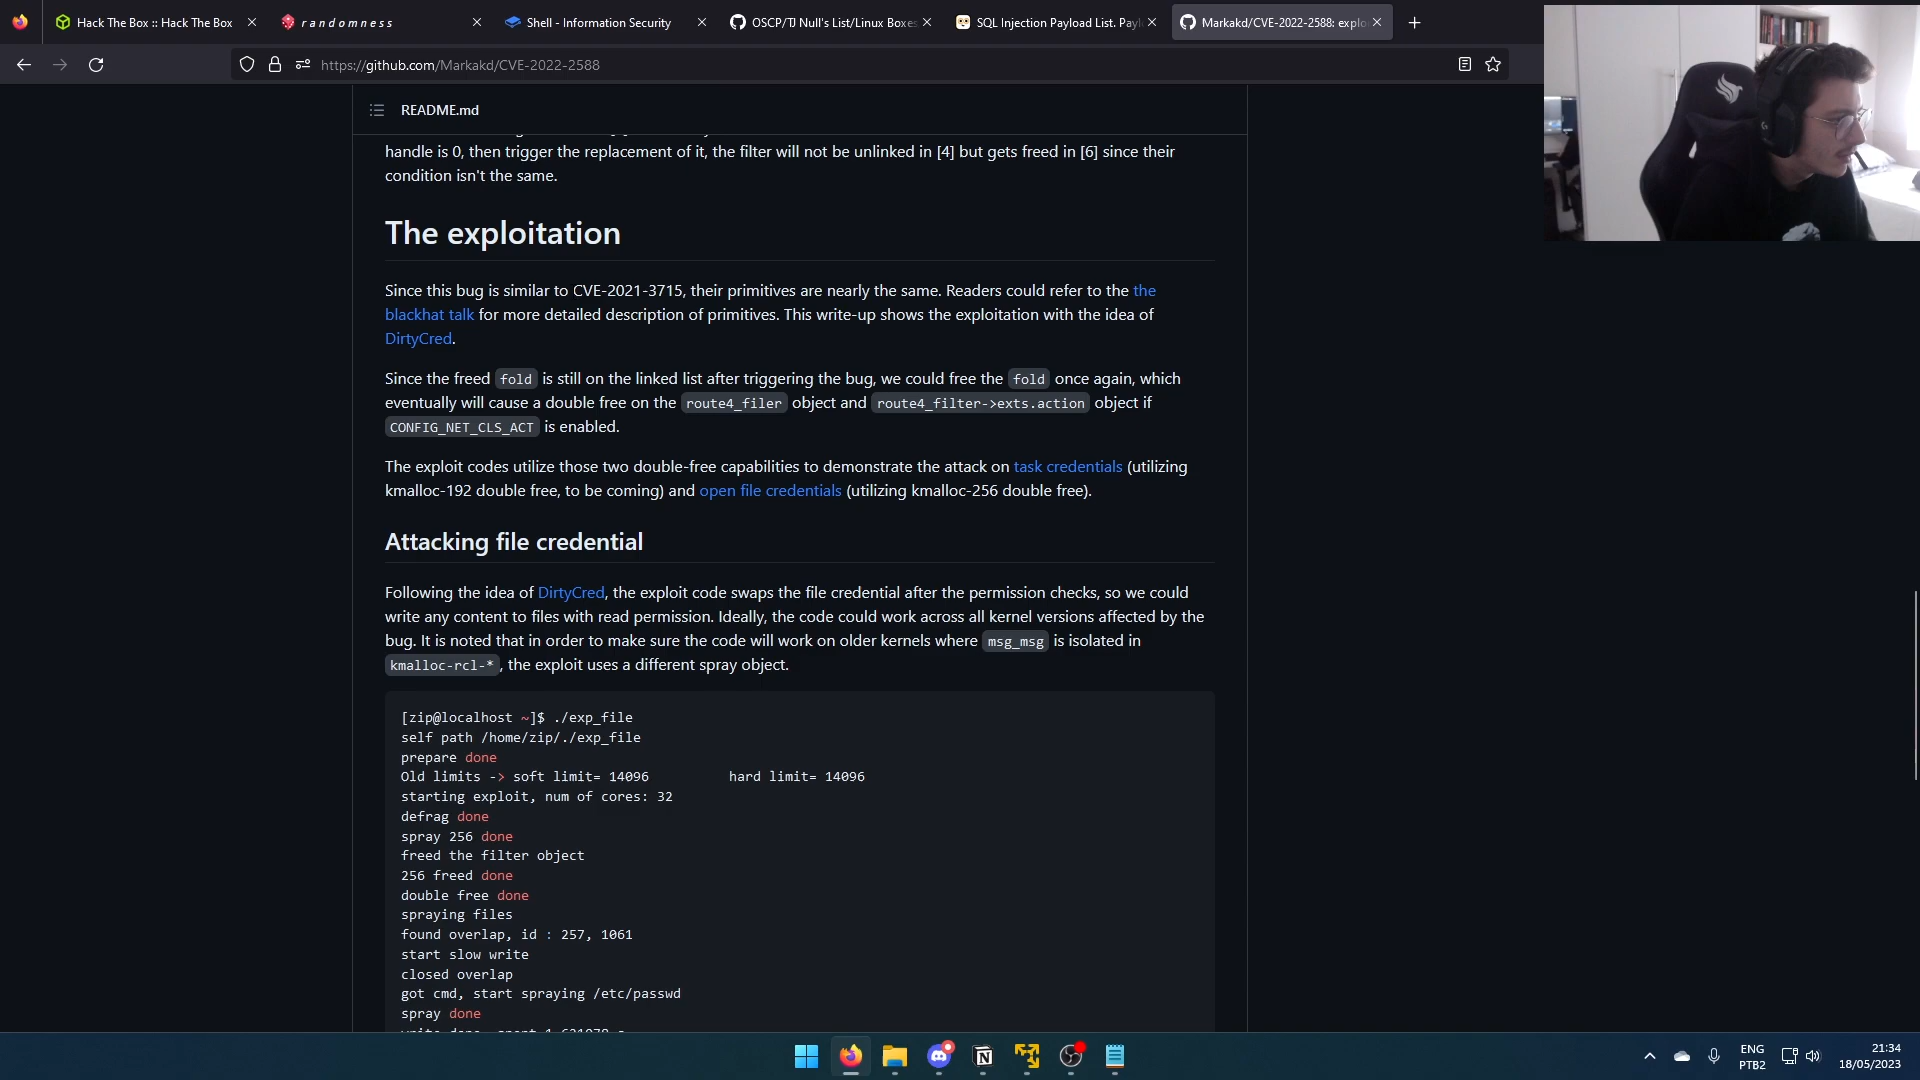 Hack The Box :: Hack The Box
randomness
Shell - Information Security
OSCP/TJ Null's List/Linux Boxes
SQL Injection Payload List. Payl
Markakd/CVE-2022-2588: explo
https://github.com/Markakd/CVE-2022-2588
README.md
handle is 0, then trigger the replacement of it, the filter will not be unlinked in [4] but gets freed in [6] since their
condition isn't the same.
The exploitation
Since this bug is similar to CVE-2021-3715, their primitives are nearly the same. Readers could refer to the the
blackhat talk for more detailed description of primitives. This write-up shows the exploitation with the idea of
DirtyCred.
Since the freed fold is still on the linked list after triggering the bug, we could free the fold once again, which
eventually will cause a double free on the route4_filer object and route4_filter->exts.action object if
CONFIG_NET_CLS_ACT is enabled.
The exploit codes utilize those two double-free capabilities to demonstrate the attack on task credentials (utilizing
kmalloc-192 double free, to be coming) and open file credentials (utilizing kmalloc-256 double free).
Attacking file credential
Following the idea of DirtyCred, the exploit code swaps the file credential after the permission checks, so we could
write any content to files with read permission. Ideally, the code could work across all kernel versions affected by the
bug. It is noted that in order to make sure the code will work on older kernels where msg_msg is isolated in
kmalloc-rcl-*, the exploit uses a different spray object.
[zip@localhost ~]$ ./exp_file
self path /home/zip/./exp_file
prepare done
Old limits -> soft limit= 14096 hard limit= 14096
starting exploit, num of cores: 32
defrag done
spray 256 done
freed the filter object
256 freed done
double free done
spraying files
found overlap, id : 257, 1061
start slow write
closed overlap
got cmd, start spraying /etc/passwd
spray done
ENG
PTB2
21:34
18/05/2023